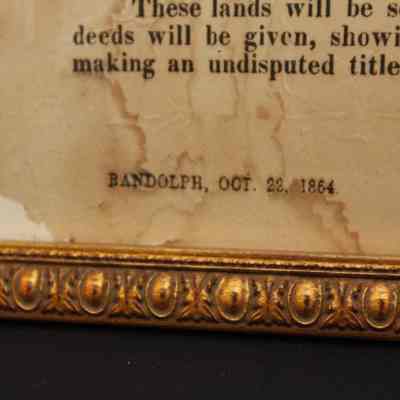 These lands will be s
deeds will be given, showi
making an undisputed title
RANDOLPH, OCT. 22, 1864.